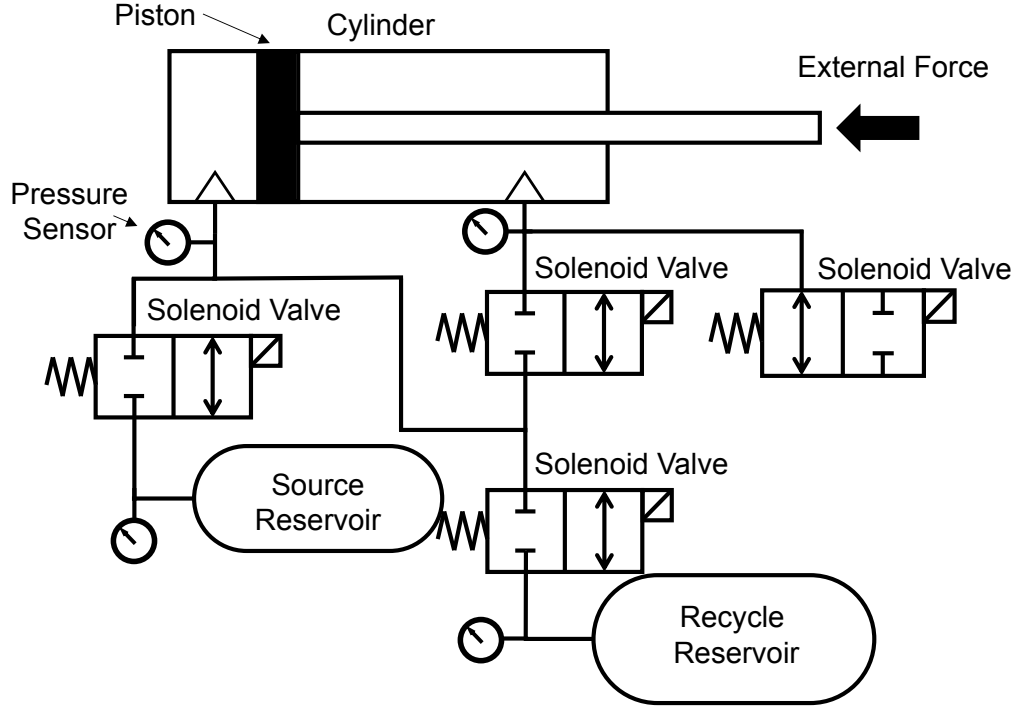 Piston
Cylinder
External Force
Pressure
Sensor
Solenoid Valve
Solenoid Valve
Solenoid Valve
Source
Reservoir
Solenoid Valve
Recycle
Reservoir